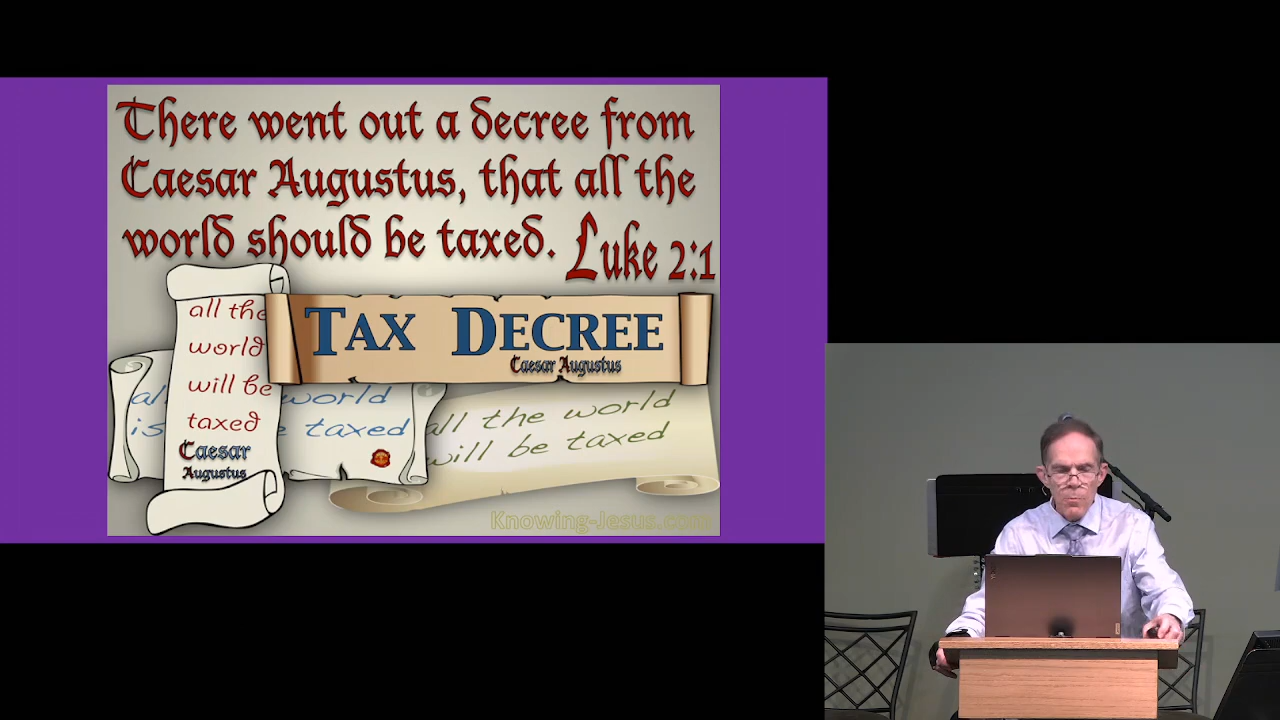 There went out a decree from
Caesar Augustus, that all the
world should be taxed. Luke 2:1
TAX DECREE
Caesar Augustus
all the
world
will be
taxed
Caesar
Augustus
world
is taxed
all the world
will be taxed
Knowing-Jesus.com